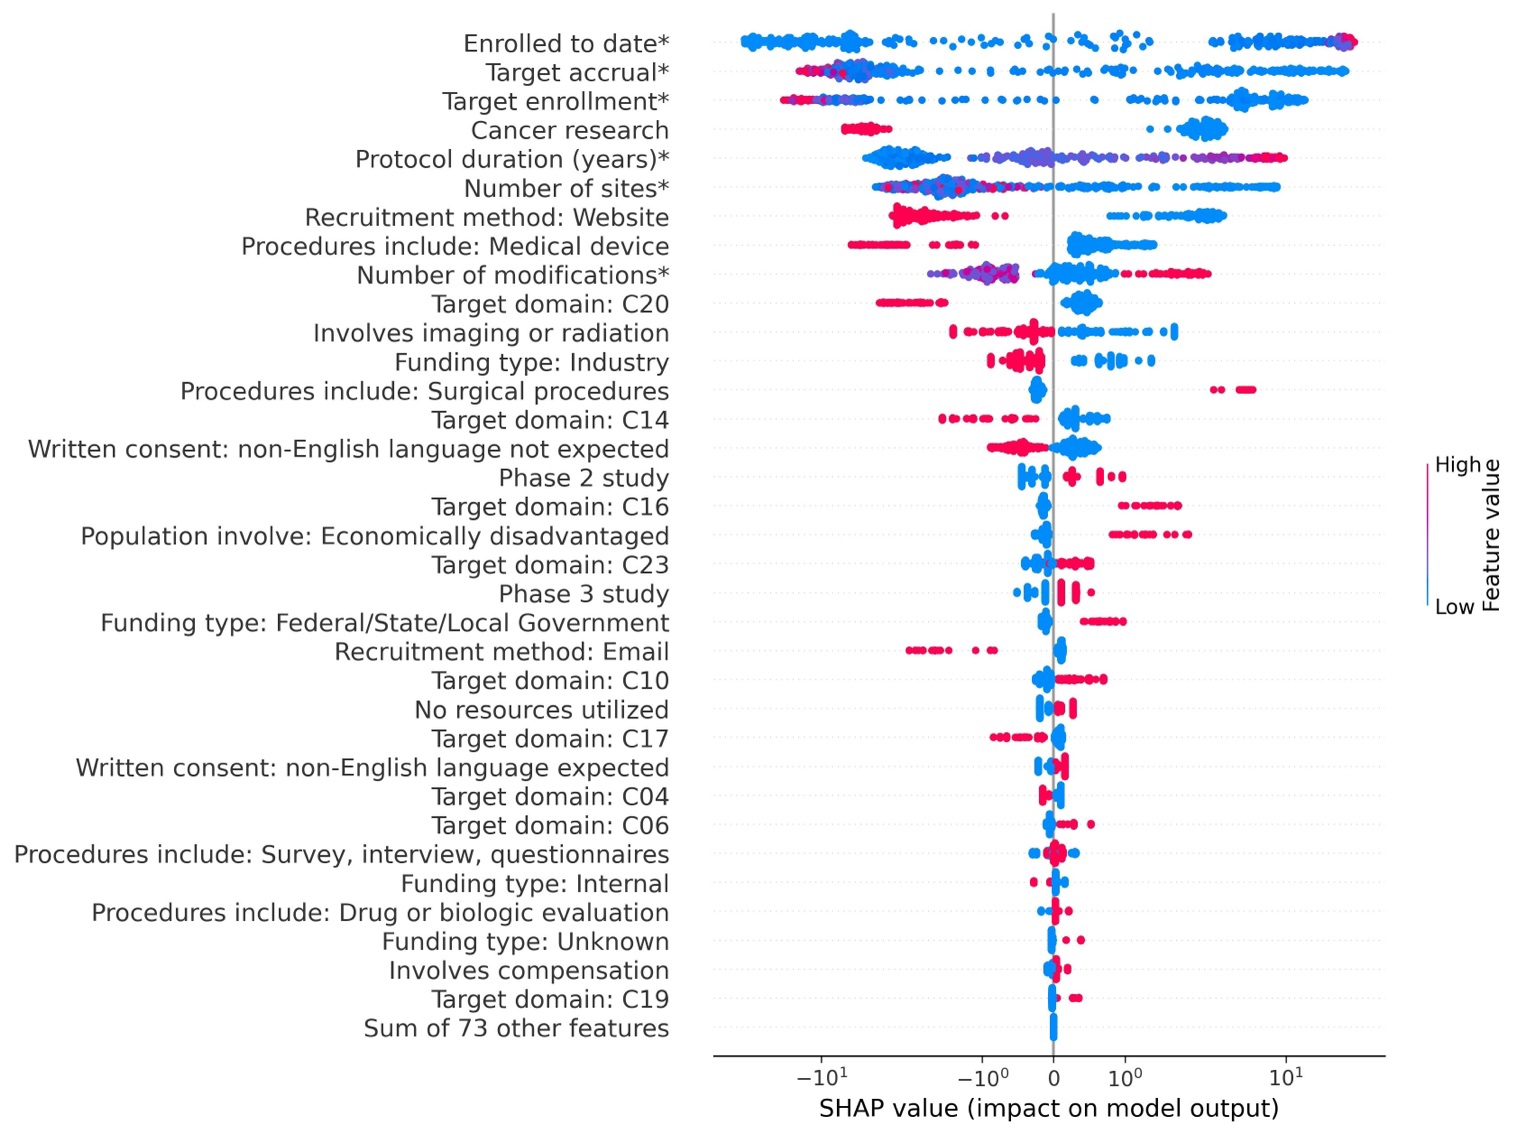 Enrolled to date*
Target accrual*
Target enrollment*
Cancer research
Protocol duration (years)*
Number of sites*
Recruitment method: Website
Procedures include: Medical device
Number of modifications*
Target domain: C20
Involves imaging or radiation
Funding type: Industry
Procedures include: Surgical procedures
Target domain: C14
Written consent: non-English language not expected
Phase 2 study
Target domain: C16
Population involve: Economically disadvantaged
Target domain: C23
Phase 3 study
Funding type: Federal/State/Local Government
Recruitment method: Email
Target domain: C10
No resources utilized
Target domain: C17
Written consent: non-English language expected
Target domain: C04
Target domain: C06
Procedures include: Survey, interview, questionnaires
Funding type: Internal
Procedures include: Drug or biologic evaluation
Funding type: Unknown
Involves compensation
Target domain: C19
Sum of 73 other features
−10¹ −10⁰ 0 10⁰ 10¹
SHAP value (impact on model output)
High
Low
Feature value